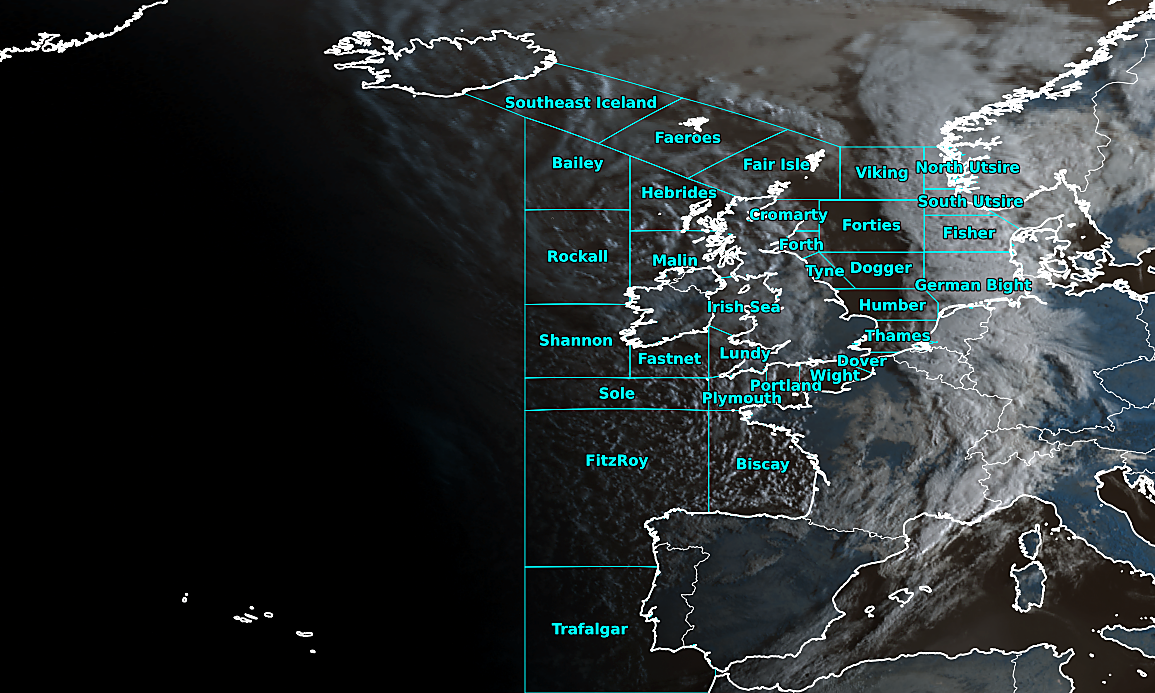 Southeast Iceland
Faeroes
Bailey
Fair Isle
Viking
North Utsire
Hebrides
South Utsire
Cromarty
Forties
Fisher
Forth
Rockall
Malin
Tyne
Dogger
German Bight
Irish Sea
Humber
Shannon
Thames
Fastnet
Lundy
Dover
Wight
Portland
Sole
Plymouth
FitzRoy
Biscay
Trafalgar